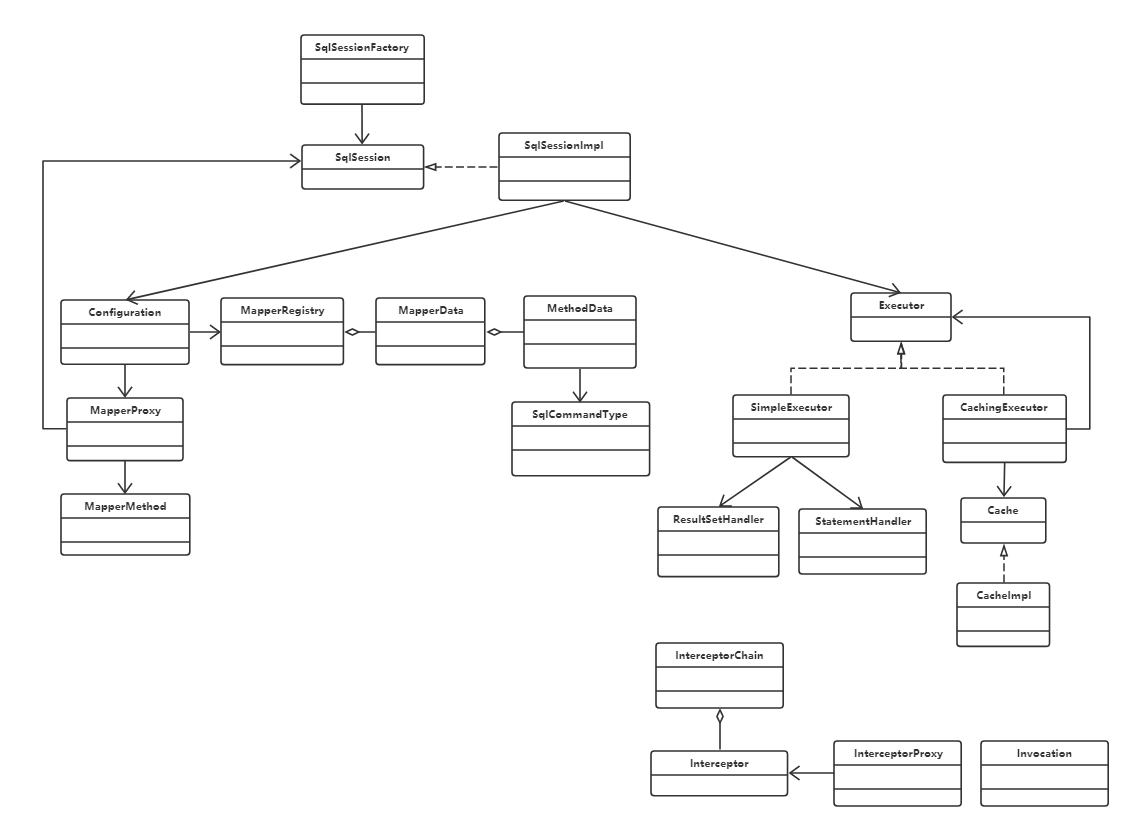 SqlSessionFactory
SqlSession
SqlSessionImpl
Configuration
MapperRegistry
MapperData
MethodData
Executor
MapperProxy
SqlCommandType
SimpleExecutor
CachingExecutor
MapperMethod
ResultSetHandler
StatementHandler
Cache
CacheImpl
InterceptorChain
Interceptor
InterceptorProxy
Invocation